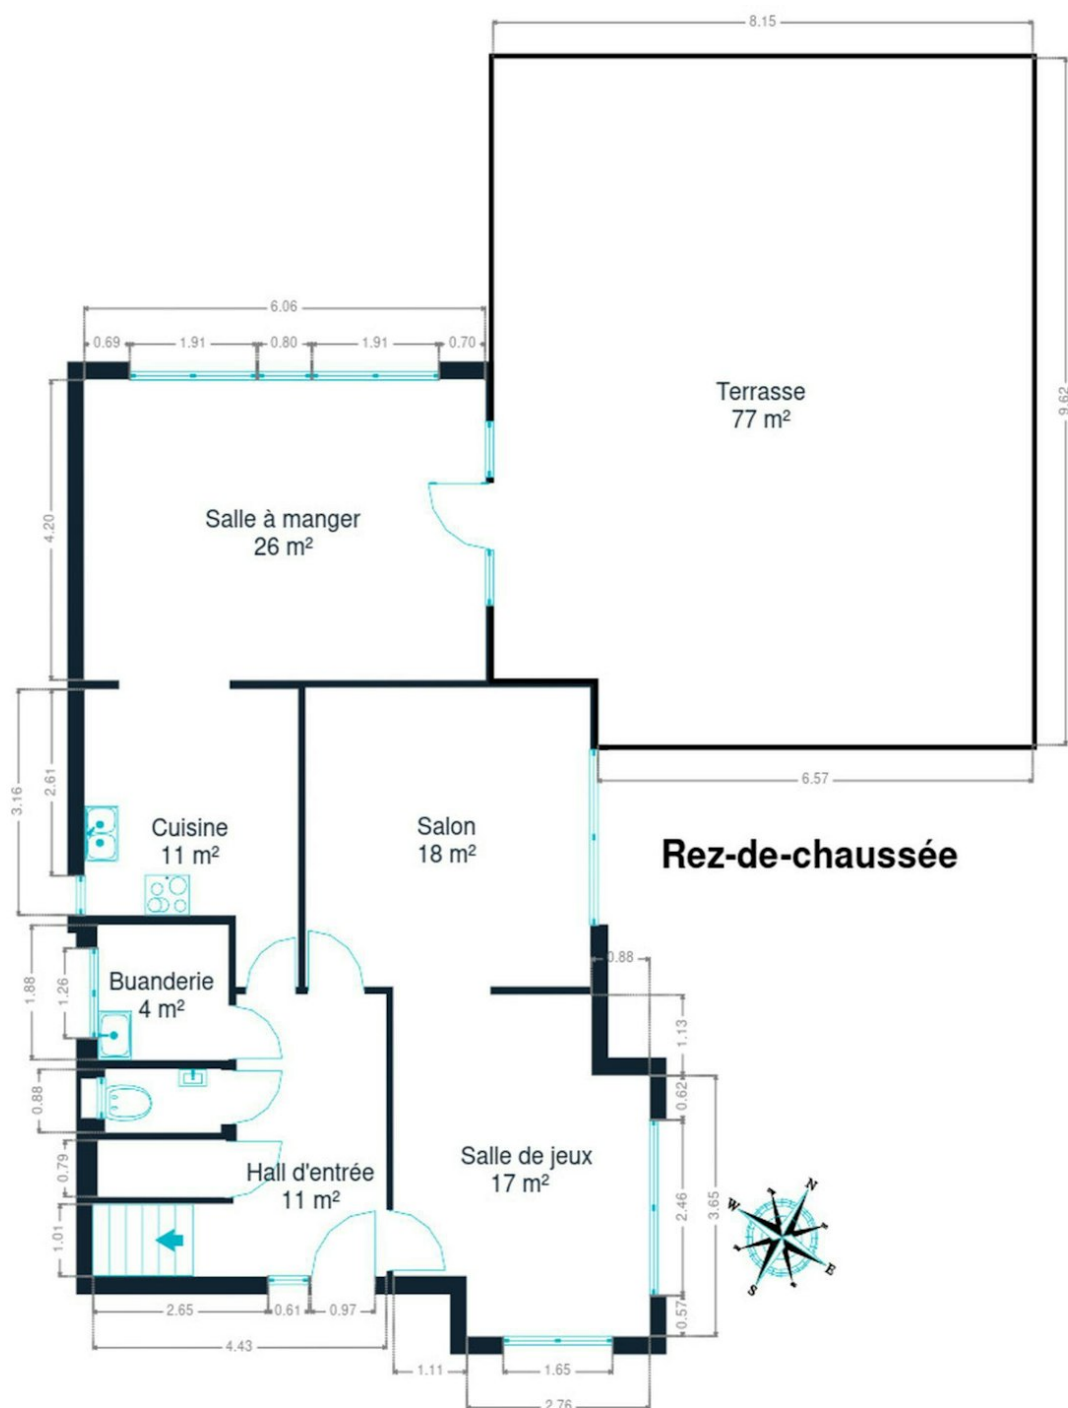 8.15
6.06
0.69
1.91
0.80
1.91
0.70
Terrasse
77 m²
9.62
4.20
Salle à manger
26 m²
3.16
2.61
6.57
Cuisine
11 m²
Salon
18 m²
Rez-de-chaussée
1.88
1.26
Buanderie
4 m²
0.88
1.13
0.88
0.62
0.79
Hall d'entrée
11 m²
Salle de jeux
17 m²
2.46
3.65
N
W
E
S
1.01
0.57
2.65
0.61
0.97
4.43
1.11
1.65
2.76